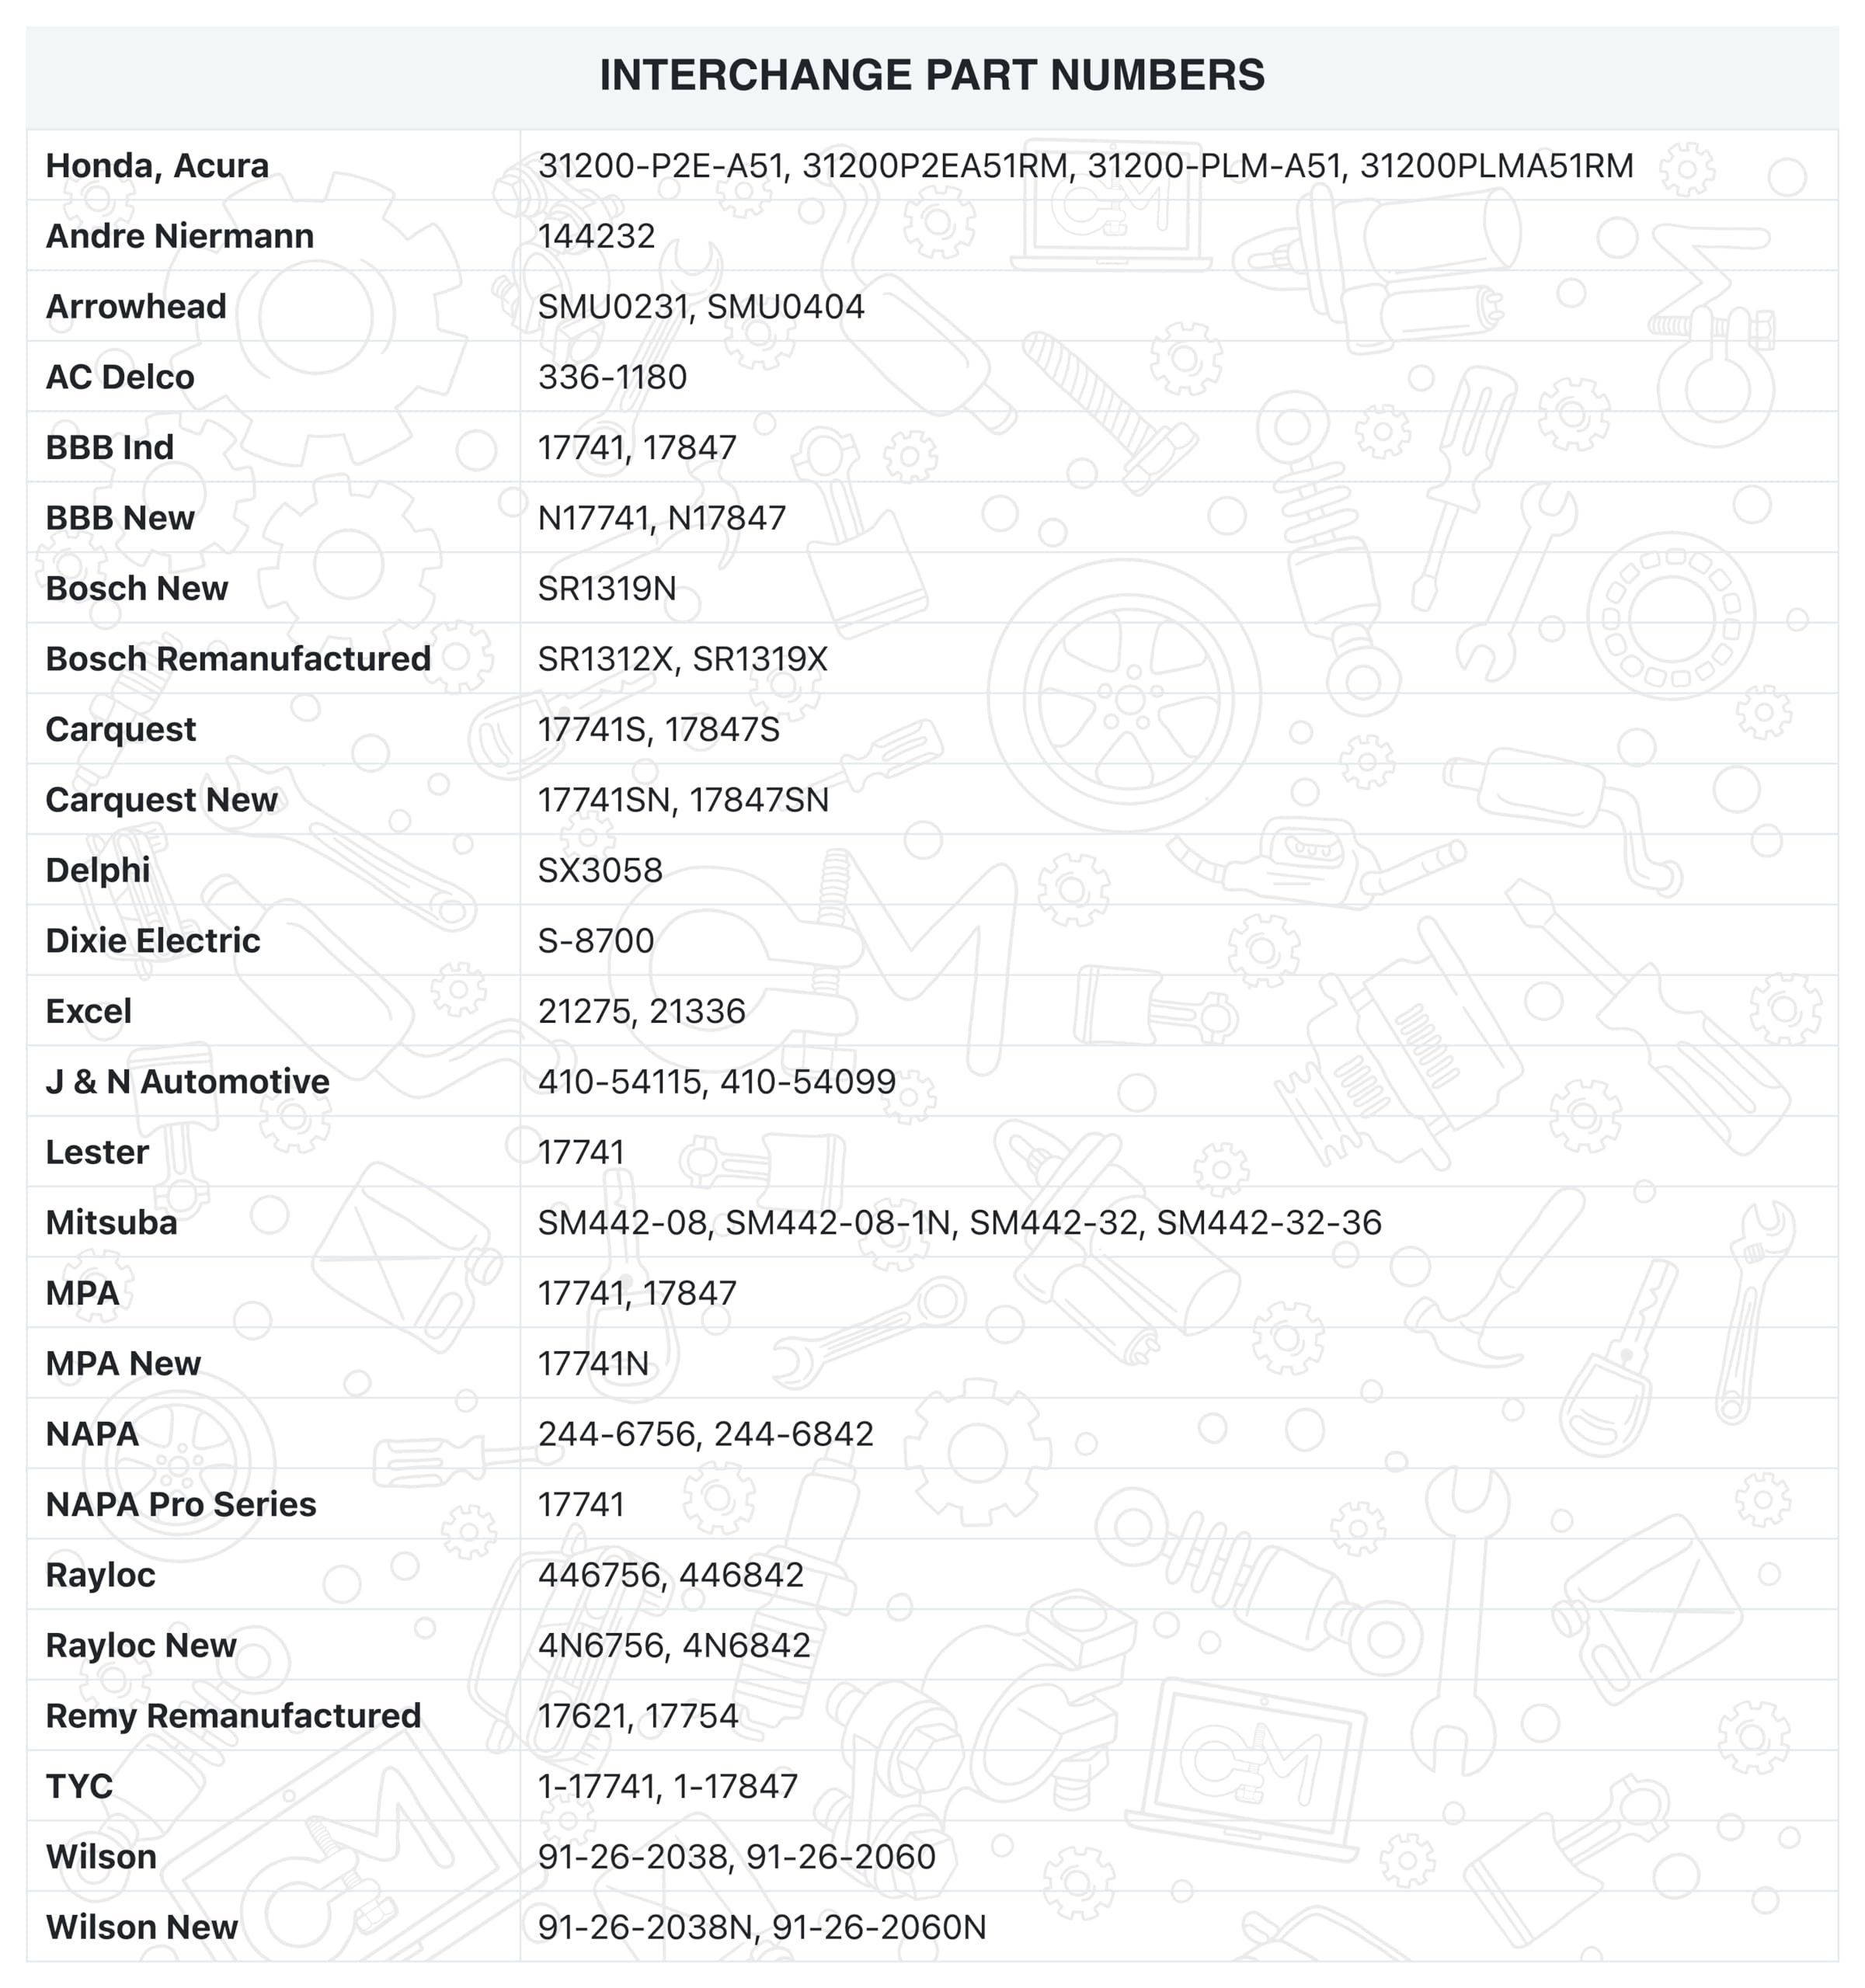 INTERCHANGE PART NUMBERS
Honda, Acura 31200-P2E-A51, 31200P2EA51RM, 31200-PLM-A51, 31200PLMA51RM
Andre Niermann 144232
Arrowhead SMU0231, SMU0404
AC Delco 336-1180
BBB Ind 17741, 17847
BBB New N17741, N17847
Bosch New SR1319N
Bosch Remanufactured SR1312X, SR1319X
Carquest 17741S, 17847S
Carquest New 17741SN, 17847SN
Delphi SX3058
Dixie Electric S-8700
Excel 21275, 21336
J & N Automotive 410-54115, 410-54099
Lester 17741
Mitsuba SM442-08, SM442-08-1N, SM442-32, SM442-32-36
MPA 17741, 17847
MPA New 17741N
NAPA 244-6756, 244-6842
NAPA Pro Series 17741
Rayloc 446756, 446842
Rayloc New 4N6756, 4N6842
Remy Remanufactured 17621, 17754
TYC 1-17741, 1-17847
Wilson 91-26-2038, 91-26-2060
Wilson New 91-26-2038N, 91-26-2060N